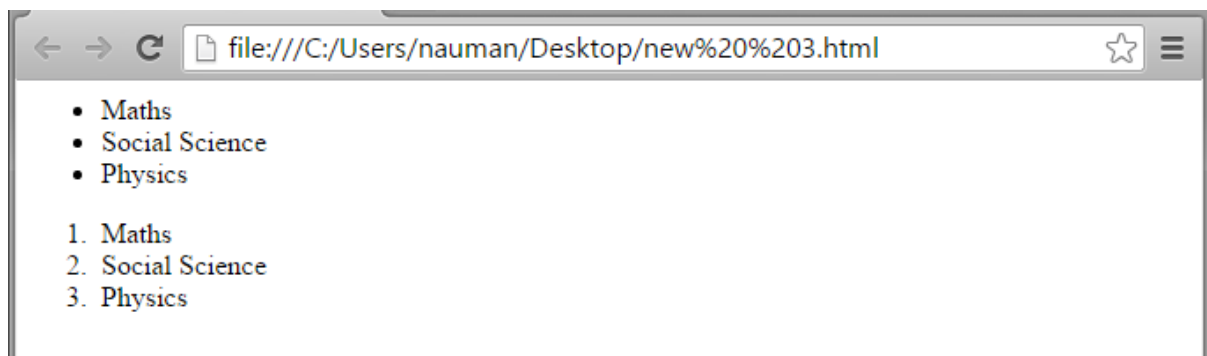 file:///C:/Users/nauman/Desktop/new%20%203.html
• Maths
• Social Science
• Physics
1. Maths
2. Social Science
3. Physics